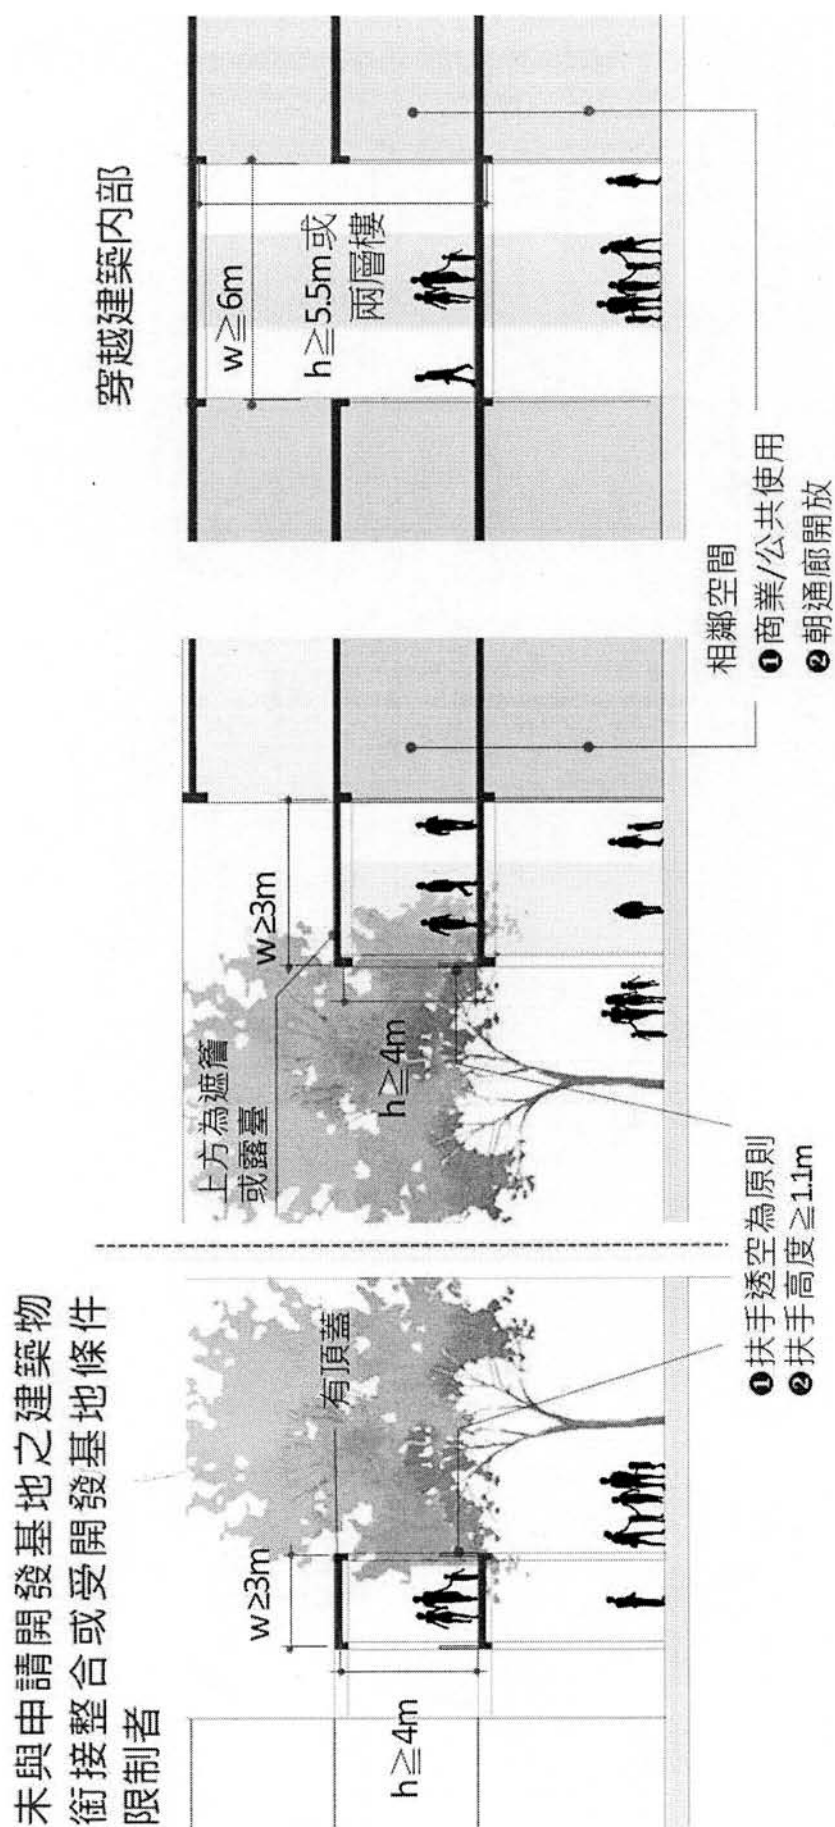 未與申請開發基地之建築物
銜接整合或受開發基地條件
限制者
w≥3m
有頂蓋
h≧4m
上方為遮簷
或露臺
w≥3m
h≧4m
❶扶手透空為原則
❷扶手高度≧1.1m
穿越建築內部
w≧6m
h≧5.5m或
兩層樓
相鄰空間
❶商業/公共使用
❷朝通廊開放